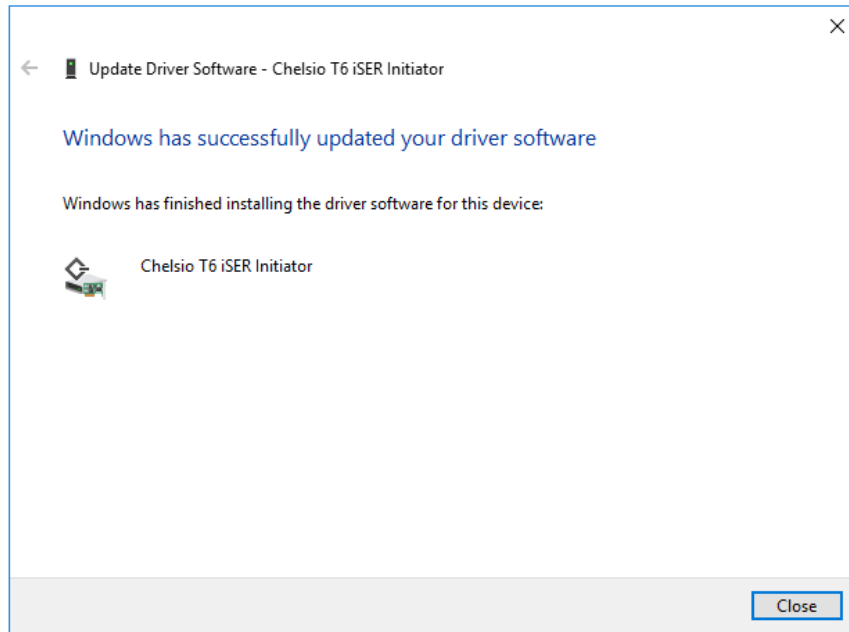 Update Driver Software - Chelsio T6 iSER Initiator
Windows has successfully updated your driver software
Windows has finished installing the driver software for this device:
Chelsio T6 iSER Initiator
Close